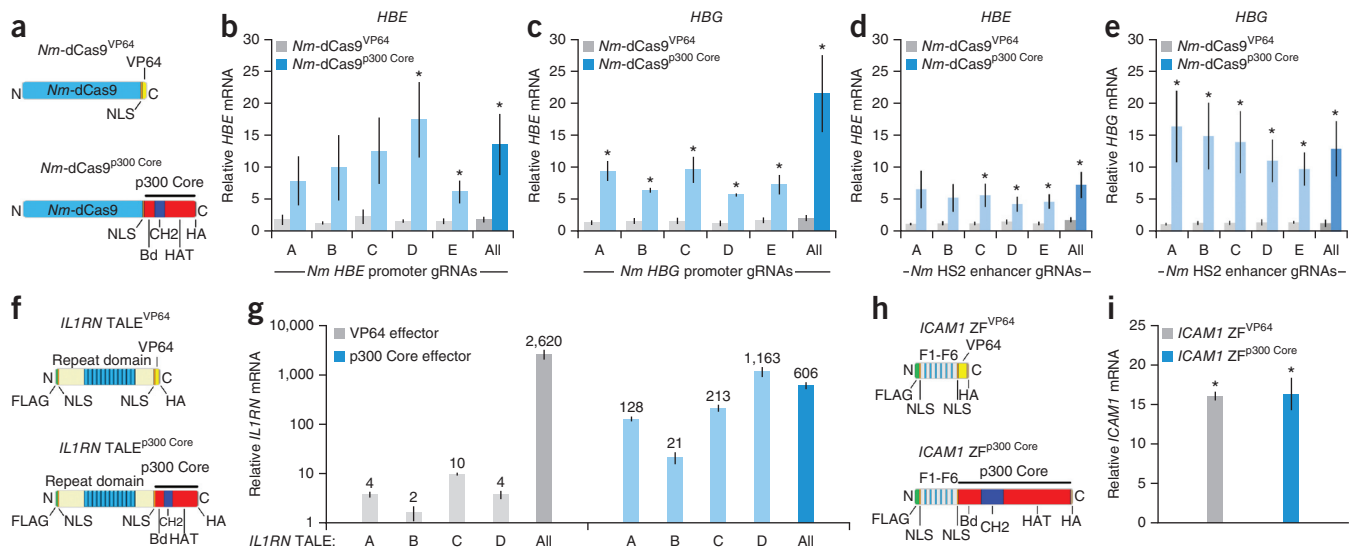 a
Nm-dCas9VP64
VP64
N Nm-dCas9 C
NLS
Nm-dCas9p300 Core
p300 Core
N Nm-dCas9 C
NLS CH2 HA
Bd HAT
b
HBE
Nm-dCas9VP64
Nm-dCas9p300 Core
Relative HBE mRNA
30
25
20
15
10
5
0
* * *
A B C D E All
Nm HBE promoter gRNAs
c
HBG
Nm-dCas9VP64
Nm-dCas9p300 Core
Relative HBE mRNA
30
25
20
15
10
5
0
* * * * * *
A B C D E All
Nm HBG promoter gRNAs
d
HBE
Nm-dCas9VP64
Nm-dCas9p300 Core
Relative HBE mRNA
30
25
20
15
10
5
0
* * * *
A B C D E All
Nm HS2 enhancer gRNAs
e
HBG
Nm-dCas9VP64
Nm-dCas9p300 Core
Relative HBG mRNA
30
25
20
15
10
5
0
* * * * * *
A B C D E All
Nm HS2 enhancer gRNAs
f
IL1RN TALEVP64
Repeat domain VP64
N C
FLAG NLS NLS HA
IL1RN TALEp300 Core
p300 Core
Repeat domain
N C
FLAG NLS NLS CH2 HA
Bd HAT
g
VP64 effector
p300 Core effector
Relative IL1RN mRNA
10,000
1,000
100
10
1
4 2 10 4 2,620 128 21 213 1,163 606
IL1RN TALE: A B C D All A B C D All
h
ICAM1 ZFVP64
F1-F6 VP64
N C
FLAG HA
NLS NLS
ICAM1 ZFp300 Core
F1-F6 p300 Core
N C
FLAG Bd HAT HA
NLS NLS CH2
i
ICAM1 ZFVP64
ICAM1 ZFp300 Core
Relative ICAM1 mRNA
25
20
15
10
5
0
* *